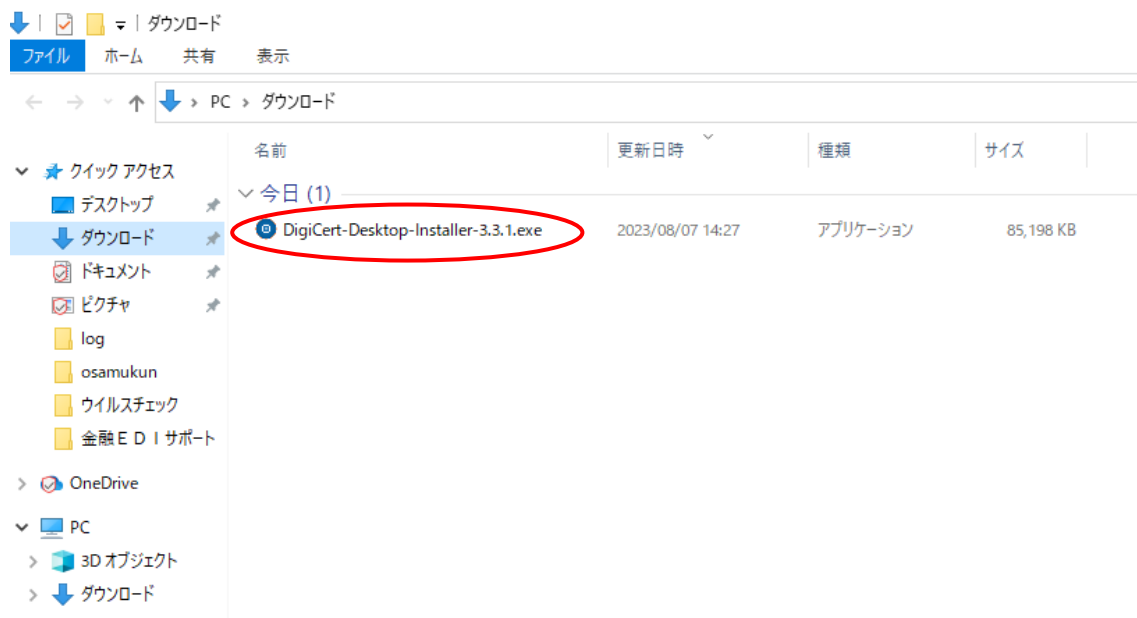 ダウンロード
ファイル ホーム 共有 表示
PC › ダウンロード
名前 更新日時 種類 サイズ
クイック アクセス
デスクトップ
ダウンロード
ドキュメント
ピクチャ
log
osamukun
ウイルスチェック
金融ＥＤＩサポート
OneDrive
PC
3D オブジェクト
ダウンロード
今日 (1)
DigiCert-Desktop-Installer-3.3.1.exe 2023/08/07 14:27 アプリケーション 85,198 KB